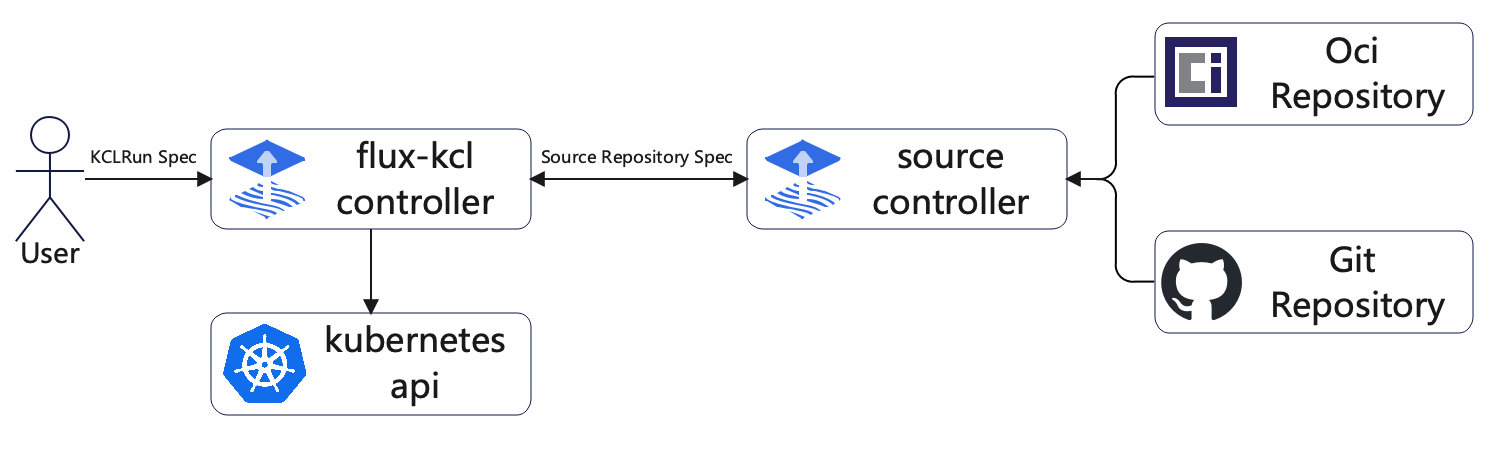 User
KCLRun Spec
flux-kcl
controller
Source Repository Spec
source
controller
Oci
Repository
Git
Repository
kubernetes
api